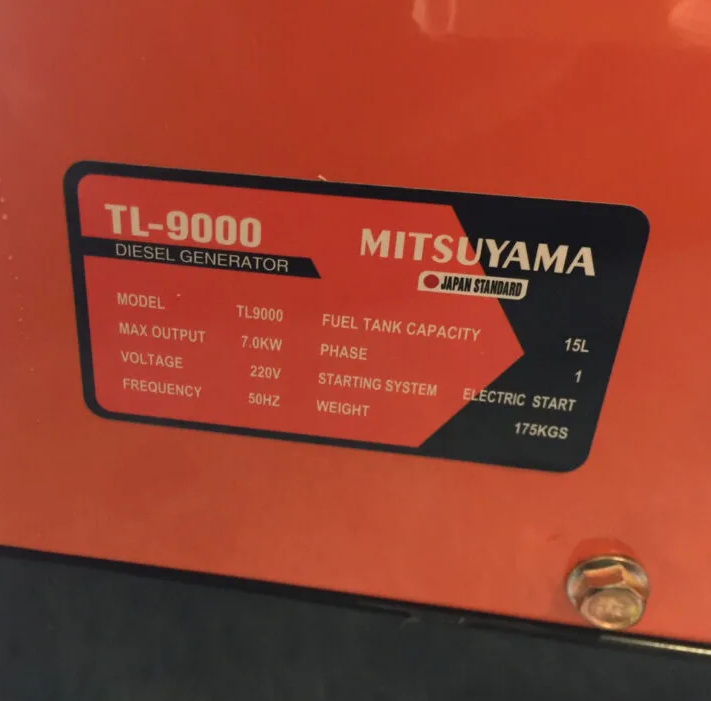 TL-9000
DIESEL GENERATOR
MITSUYAMA
JAPAN STANDARD
MODEL TL9000
MAX OUTPUT 7.0KW
VOLTAGE 220V
FREQUENCY 50HZ
FUEL TANK CAPACITY 15L
PHASE 1
STARTING SYSTEM ELECTRIC START
WEIGHT 175KGS